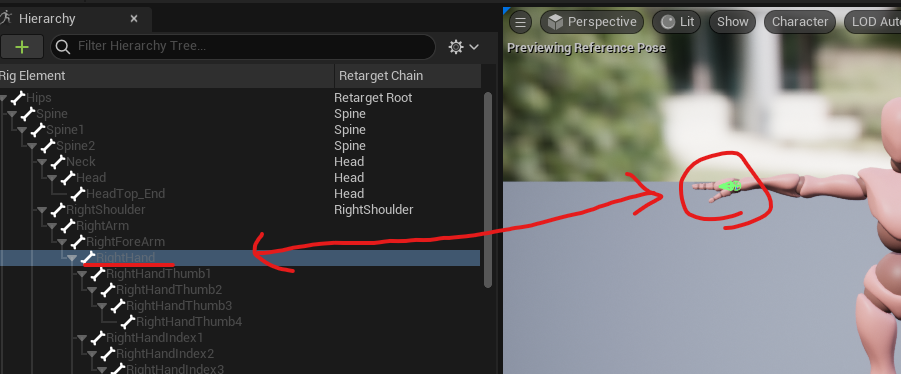 Hierarchy ×
Filter Hierarchy Tree...
Rig Element Retarget Chain
Hips Retarget Root
Spine Spine
Spine1 Spine
Spine2 Spine
Neck Head
Head Head
HeadTop_End Head
RightShoulder RightShoulder
RightArm
RightForeArm
RightHand
RightHandThumb1
RightHandThumb2
RightHandThumb3
RightHandThumb4
RightHandIndex1
RightHandIndex2
RightHandIndex3
Perspective Lit Show Character LOD Aut
Previewing Reference Pose